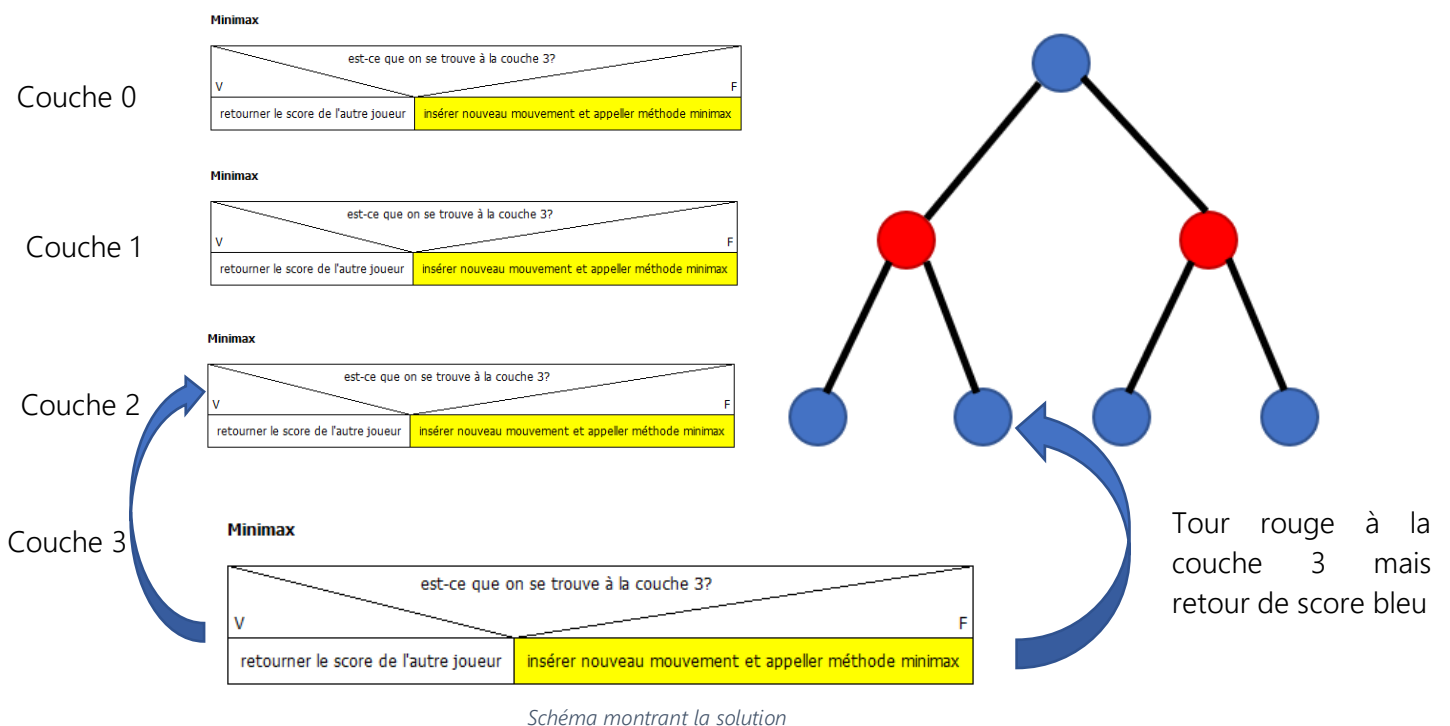 Minimax
est-ce que on se trouve à la couche 3?
Couche 0
V
F
retourner le score de l'autre joueur
insérer nouveau mouvement et appeller méthode minimax
Minimax
est-ce que on se trouve à la couche 3?
Couche 1
V
F
retourner le score de l'autre joueur
insérer nouveau mouvement et appeller méthode minimax
Minimax
est-ce que on se trouve à la couche 3?
Couche 2
V
F
retourner le score de l'autre joueur
insérer nouveau mouvement et appeller méthode minimax
Couche 3
Minimax
est-ce que on se trouve à la couche 3?
V
F
retourner le score de l'autre joueur
insérer nouveau mouvement et appeller méthode minimax
Tour rouge à la
couche 3 mais
retour de score bleu
Schéma montrant la solution